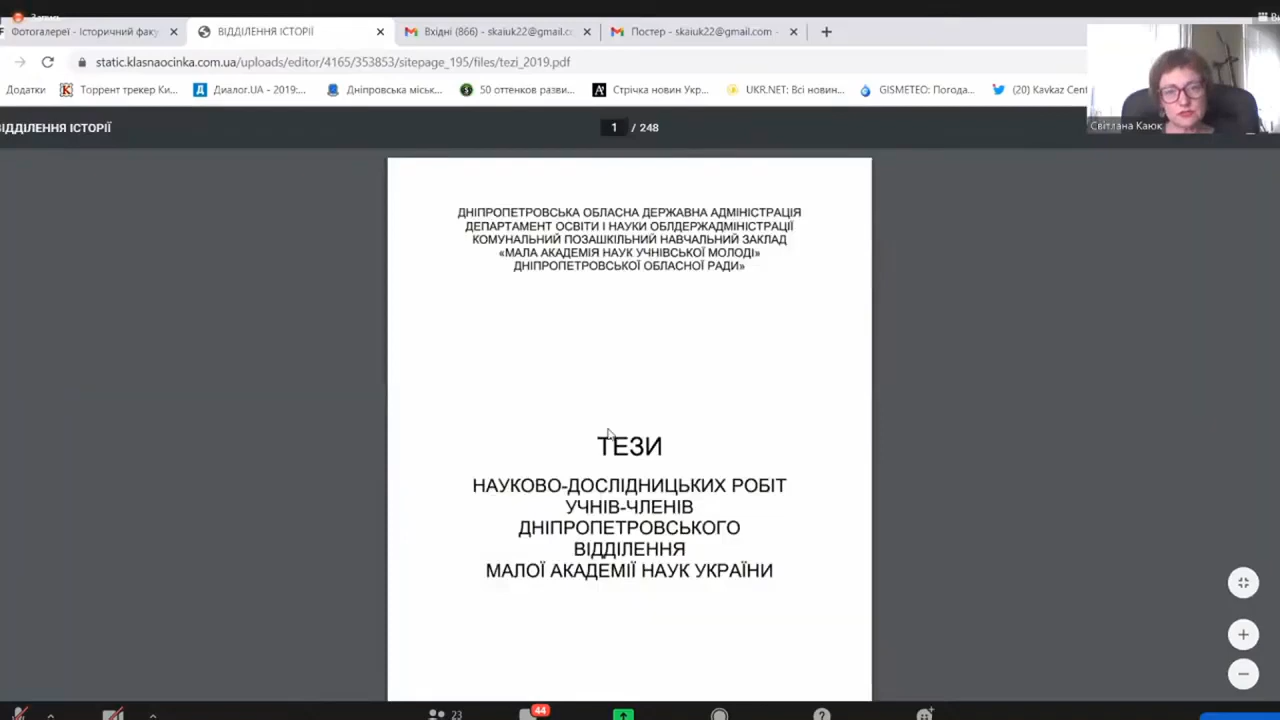 Запись
Фотогалереї - Історичний факу
ВІДДІЛЕННЯ ІСТОРІЇ
Вхідні (866) - skaiuk22@gmail.co
Постер - skaiuk22@gmail.com -
static.klasnaocinka.com.ua/uploads/editor/4165/353853/sitepage_195/files/tezi_2019.pdf
Додатки
Торрент трекер Ки...
Диалог.UA - 2019:...
Дніпровська міськ...
50 оттенков разви...
Стрічка новин Укр...
UKR.NET: Всі новин...
GISMETEO: Погода...
(20) Kavkaz Cent
ВІДДІЛЕННЯ ІСТОРІЇ
1 / 248
Світлана Каюк
ДНІПРОПЕТРОВСЬКА ОБЛАСНА ДЕРЖАВНА АДМІНІСТРАЦІЯ
ДЕПАРТАМЕНТ ОСВІТИ І НАУКИ ОБЛДЕРЖАДМІНІСТРАЦІЇ
КОМУНАЛЬНИЙ ПОЗАШКІЛЬНИЙ НАВЧАЛЬНИЙ ЗАКЛАД
«МАЛА АКАДЕМІЯ НАУК УЧНІВСЬКОЇ МОЛОДІ»
ДНІПРОПЕТРОВСЬКОЇ ОБЛАСНОЇ РАДИ»
ТЕЗИ
НАУКОВО-ДОСЛІДНИЦЬКИХ РОБІТ
УЧНІВ-ЧЛЕНІВ
ДНІПРОПЕТРОВСЬКОГО
ВІДДІЛЕННЯ
МАЛОЇ АКАДЕМІЇ НАУК УКРАЇНИ
23
44